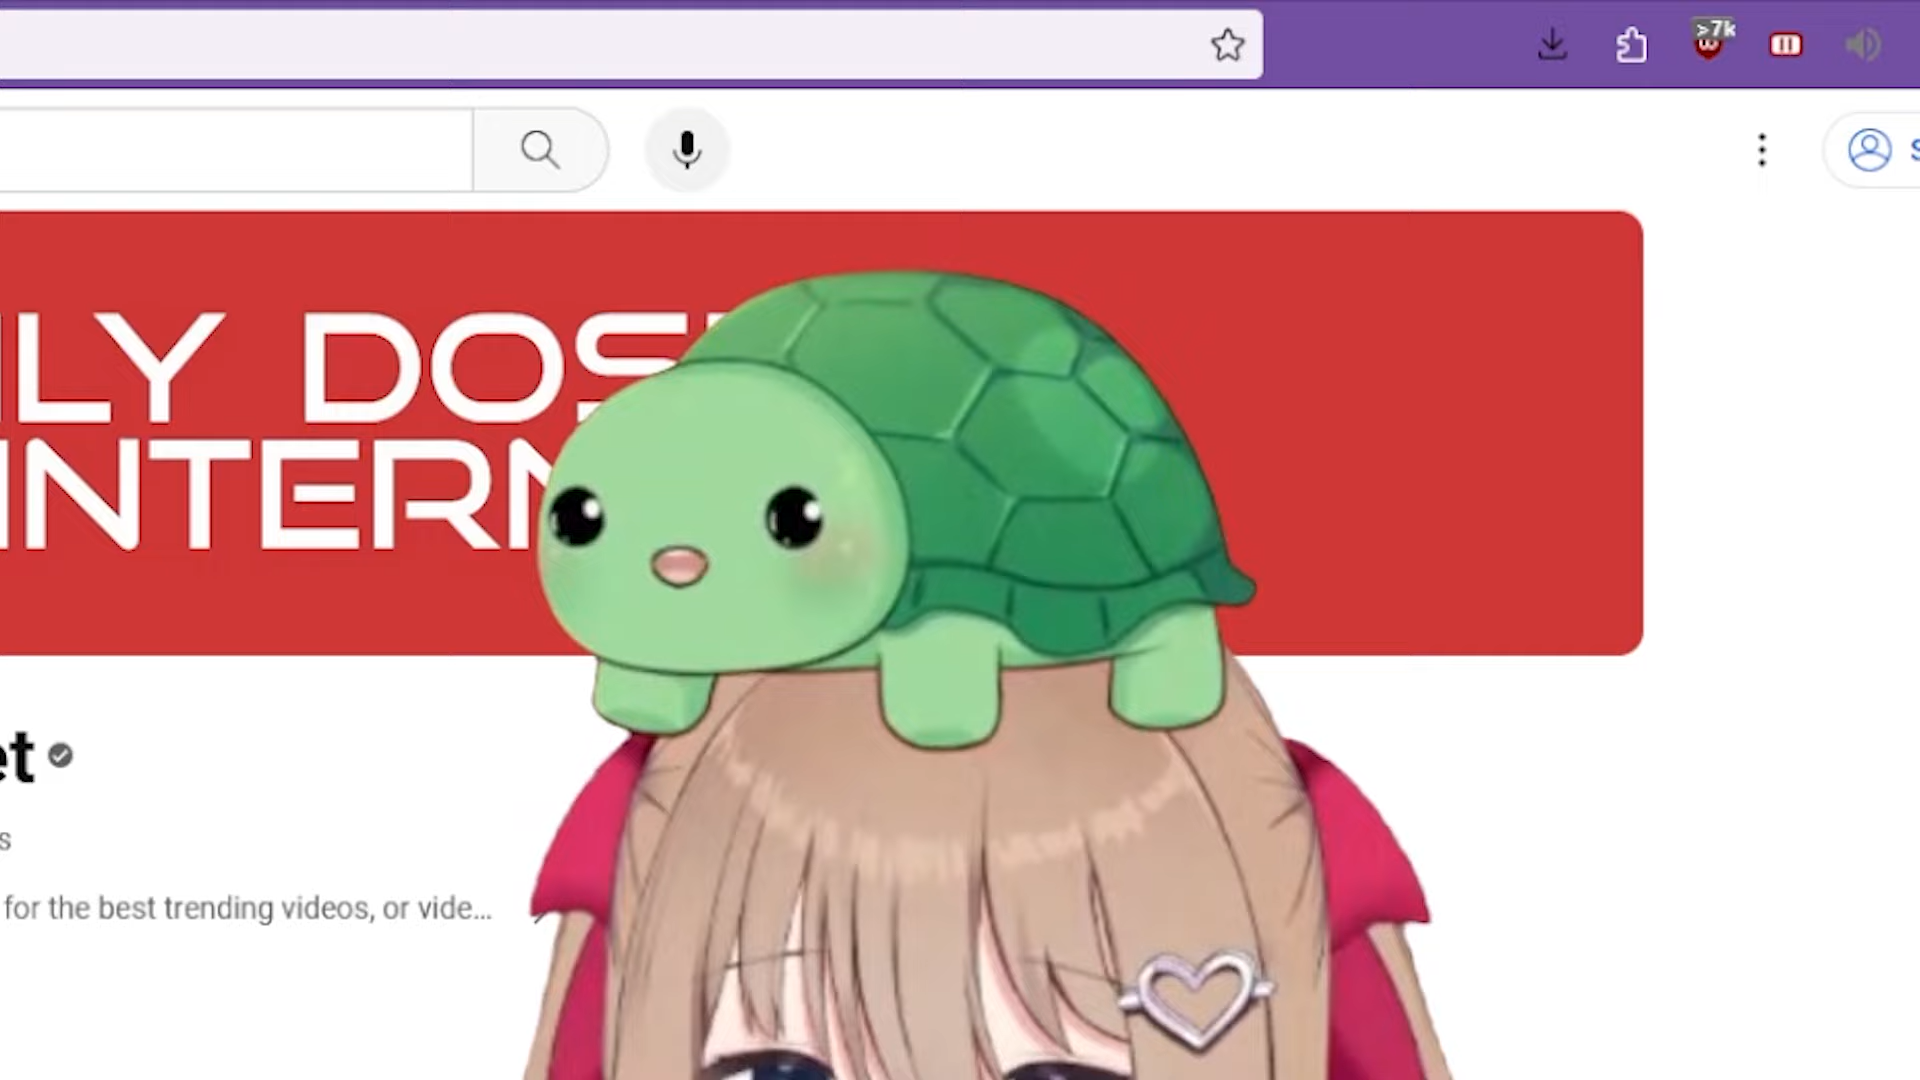 >7k
S
ILY DOS
INTERN
et
s
for the best trending videos, or vide...